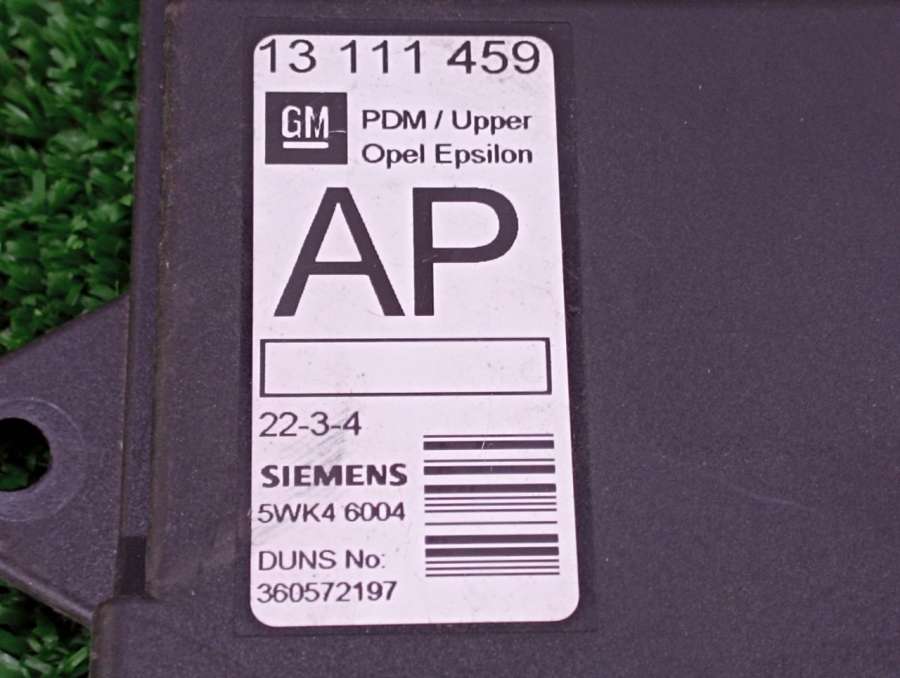 13 111 459
GM
PDM / Upper
Opel Epsilon
AP
22-3-4
SIEMENS
5WK4 6004
DUNS No:
360572197